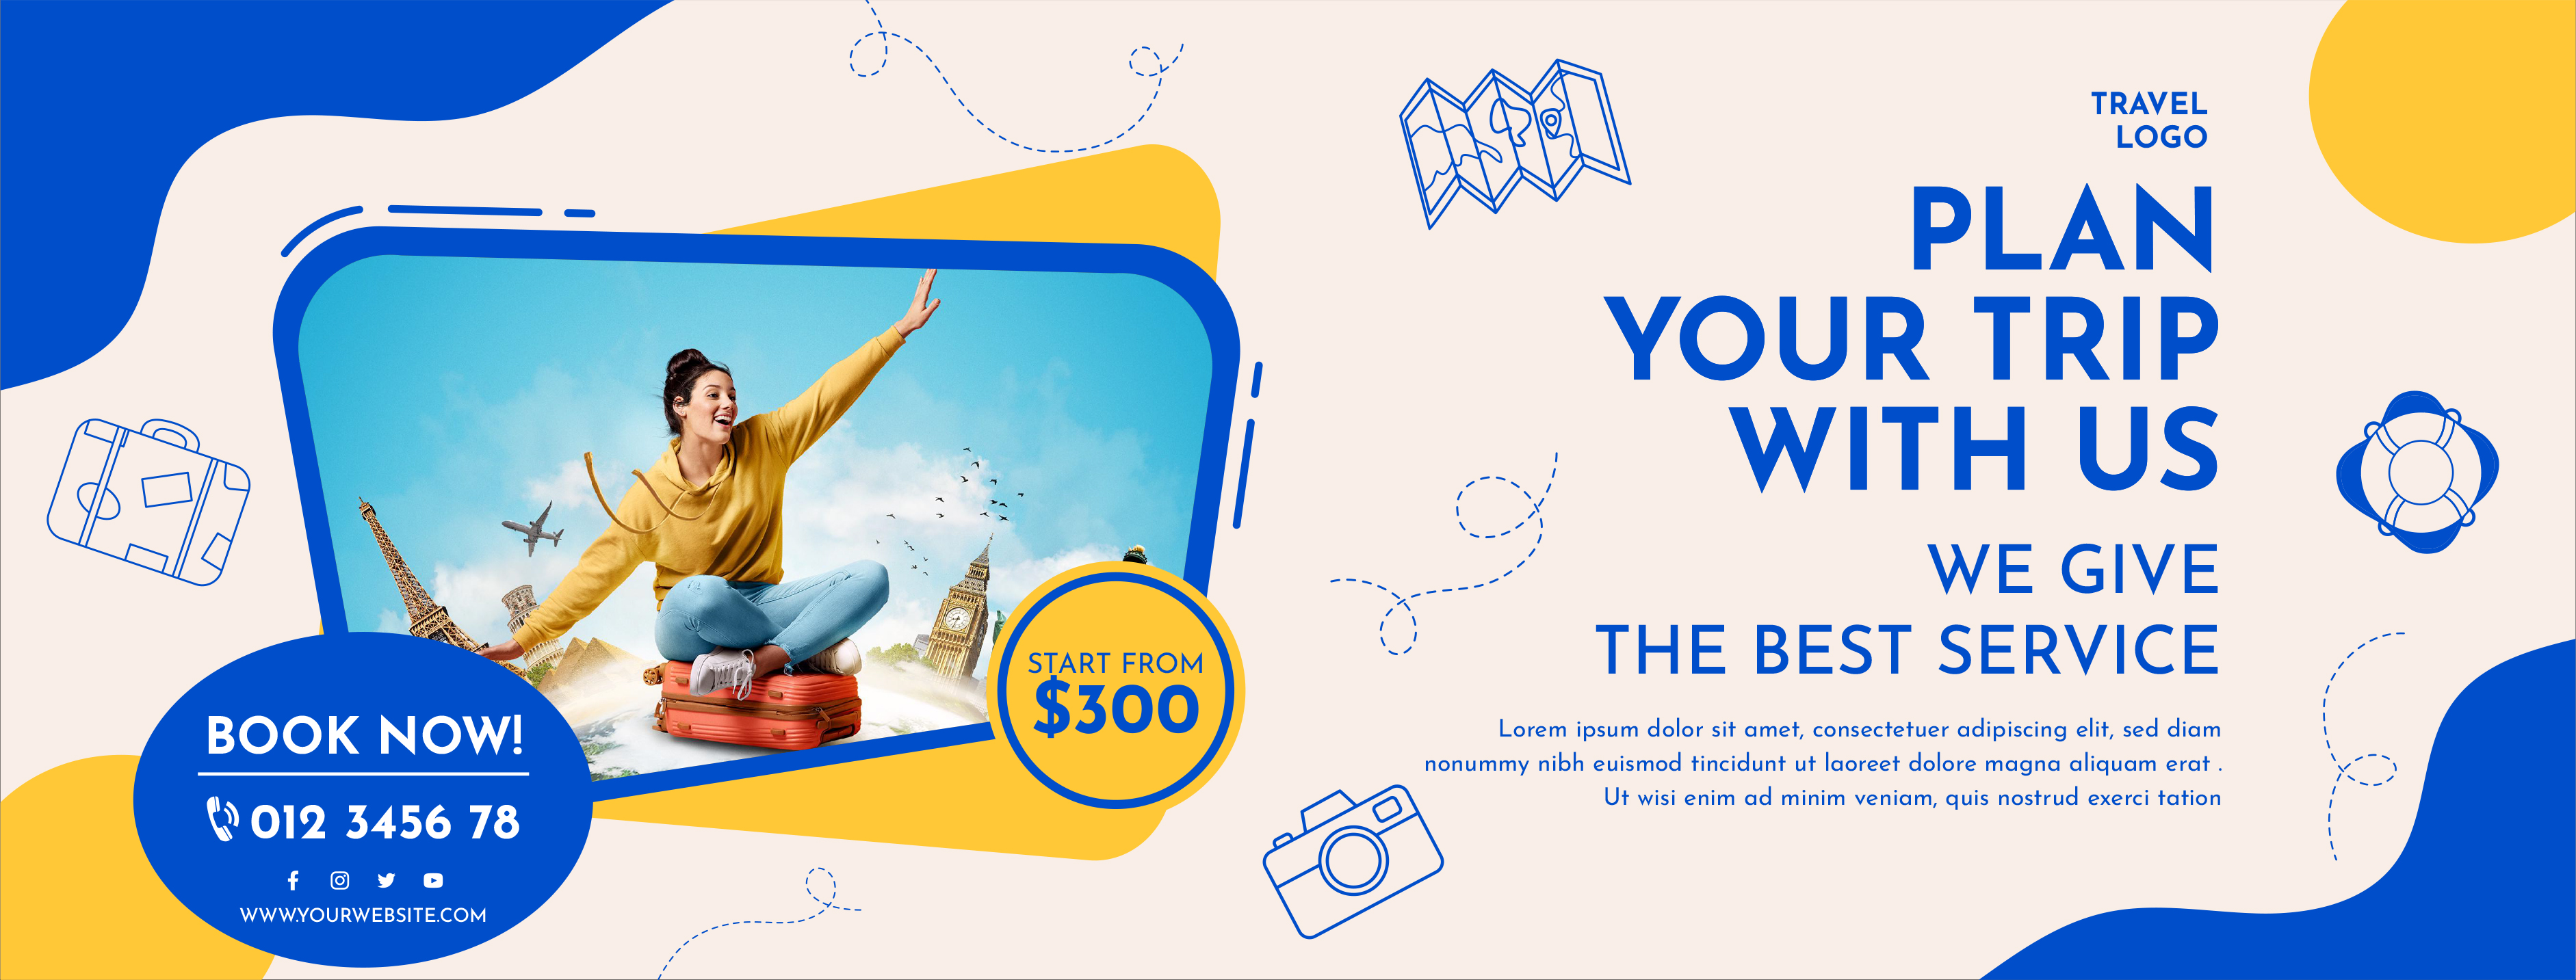 TRAVEL
LOGO
PLAN
YOUR TRIP
WITH US
WE GIVE
THE BEST SERVICE
Lorem ipsum dolor sit amet, consectetuer adipiscing elit, sed diam
nonummy nibh euismod tincidunt ut laoreet dolore magna aliquam erat .
Ut wisi enim ad minim veniam, quis nostrud exerci tation
START FROM
$300
BOOK NOW!
012 3456 78
WWW.YOURWEBSITE.COM